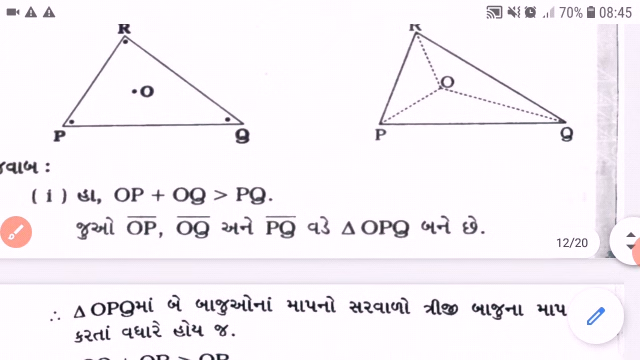 70% 08:45
R
•O
P
Q
R
O
P
Q
જવાબ :
( i ) હા, OP + OQ > PQ.
જુઓ OP, OQ અને PQ વડે Δ OPQ બને છે.
12/20
∴ Δ OPQમાં બે બાજુઓનાં માપનો સરવાળો ત્રીજી બાજુના માપ
કરતાં વધારે હોય જ.